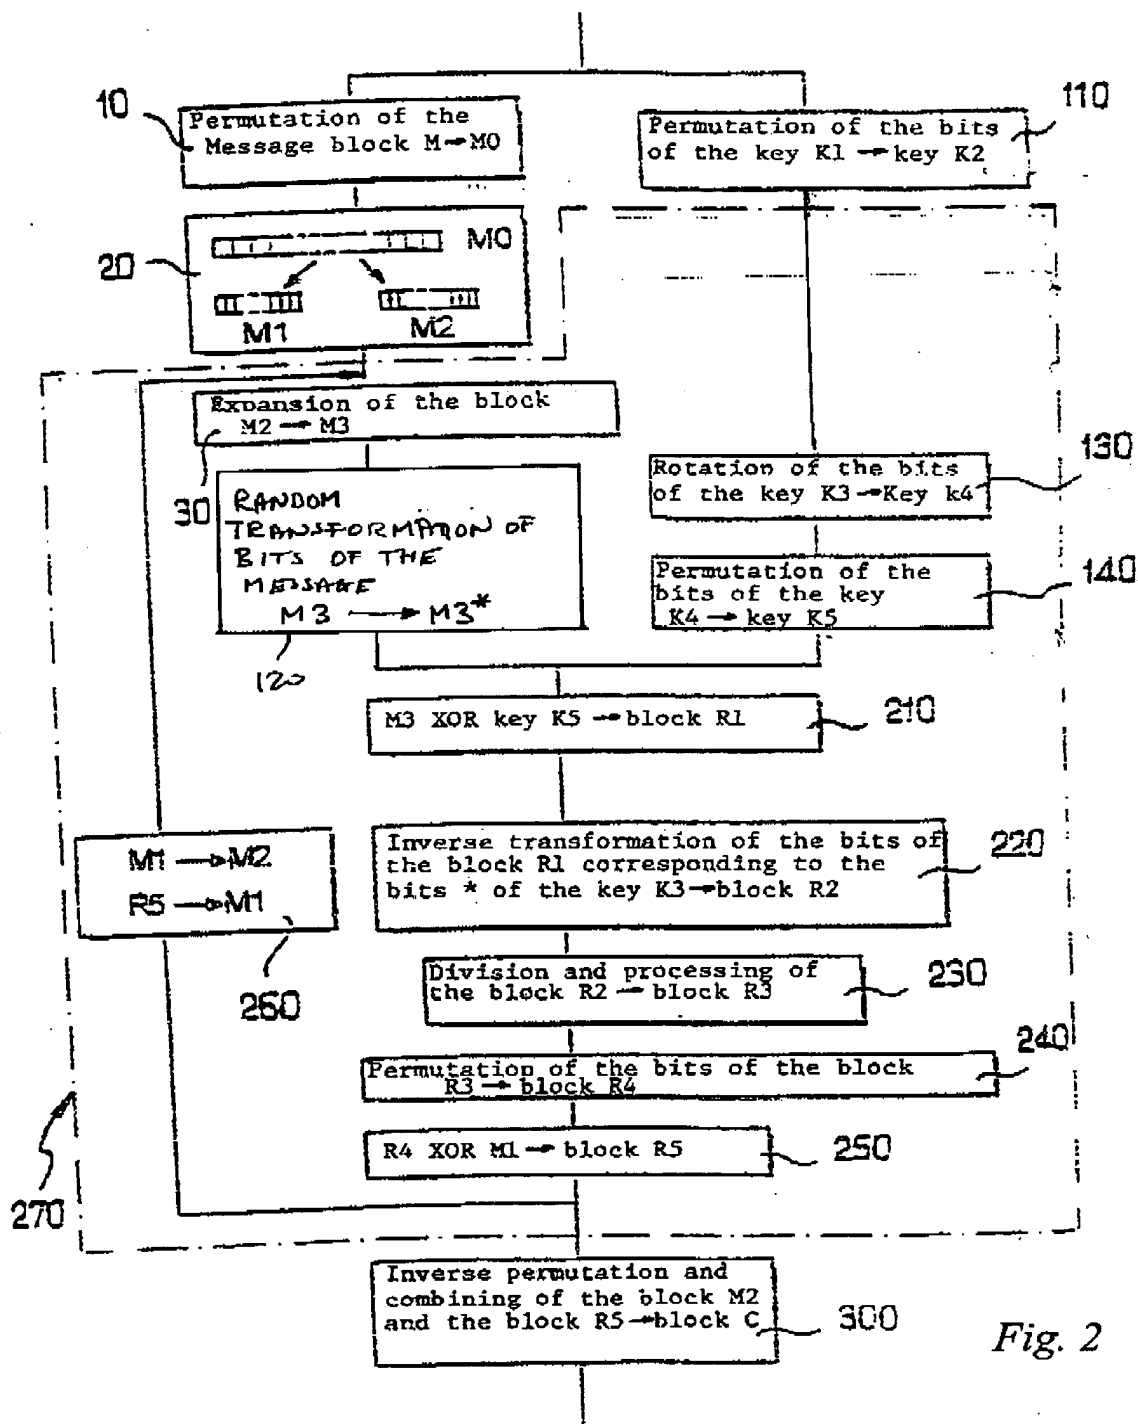 10
Permutation of the
Message block M→M0
110
Permutation of the bits
of the key K1 → key K2
20
M0
M1
M2
Expansion of the block
M2 → M3
30
RANDOM
TRANSFORMATION OF
BITS OF THE
MESSAGE
M3 → M3*
120
130
Rotation of the bits
of the key K3→Key k4
140
Permutation of the
bits of the key
K4 → key K5
M3 XOR key K5 → block R1
210
M1 → M2
R5 → M1
260
Inverse transformation of the bits of
the block R1 corresponding to the
bits * of the key K3→block R2
220
Division and processing of
the block R2 → block R3
230
Permutation of the bits of the block
R3 → block R4
240
R4 XOR M1 → block R5
250
270
Inverse permutation and
combining of the block M2
and the block R5→block C
300
Fig. 2